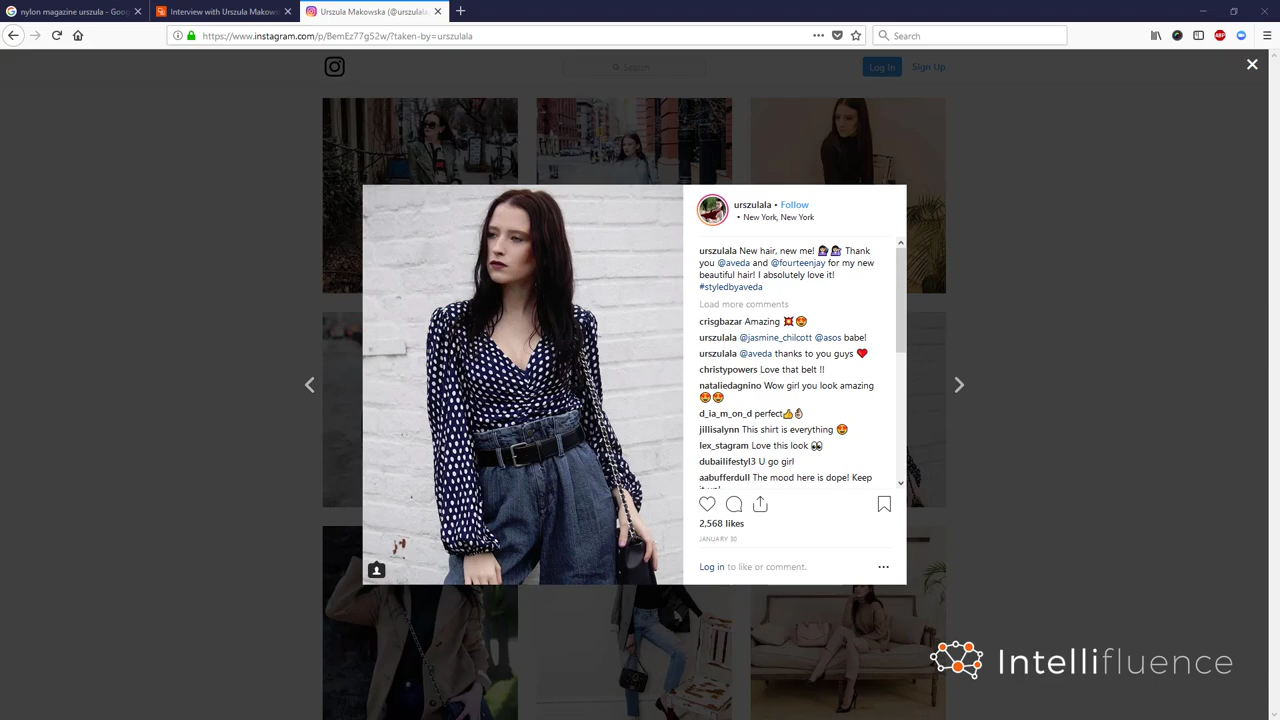 nylon magazine urszula - Goog
Interview with Urszula Makows
Urszula Makowska (@urszulala
https://www.instagram.com/p/BemEz77g52w/?taken-by=urszulala
Search
Search
Log In
Sign Up
urszulala • Follow
• New York, New York
urszulala New hair, new me! Thank
you @aveda and @fourteenjay for my new
beautiful hair! I absolutely love it!
#styledbyaveda
Load more comments
crisgbazar Amazing
urszulala @jasmine_chilcott @asos babe!
urszulala @aveda thanks to you guys
christypowers Love that belt !!
nataliedagnino Wow girl you look amazing
d_ia_m_on_d perfect
jillisalynn This shirt is everything
lex_stagram Love this look
dubailifestyl3 U go girl
aabufferdull The mood here is dope! Keep
it up!
2,568 likes
JANUARY 30
Log in to like or comment.
Intellifluence